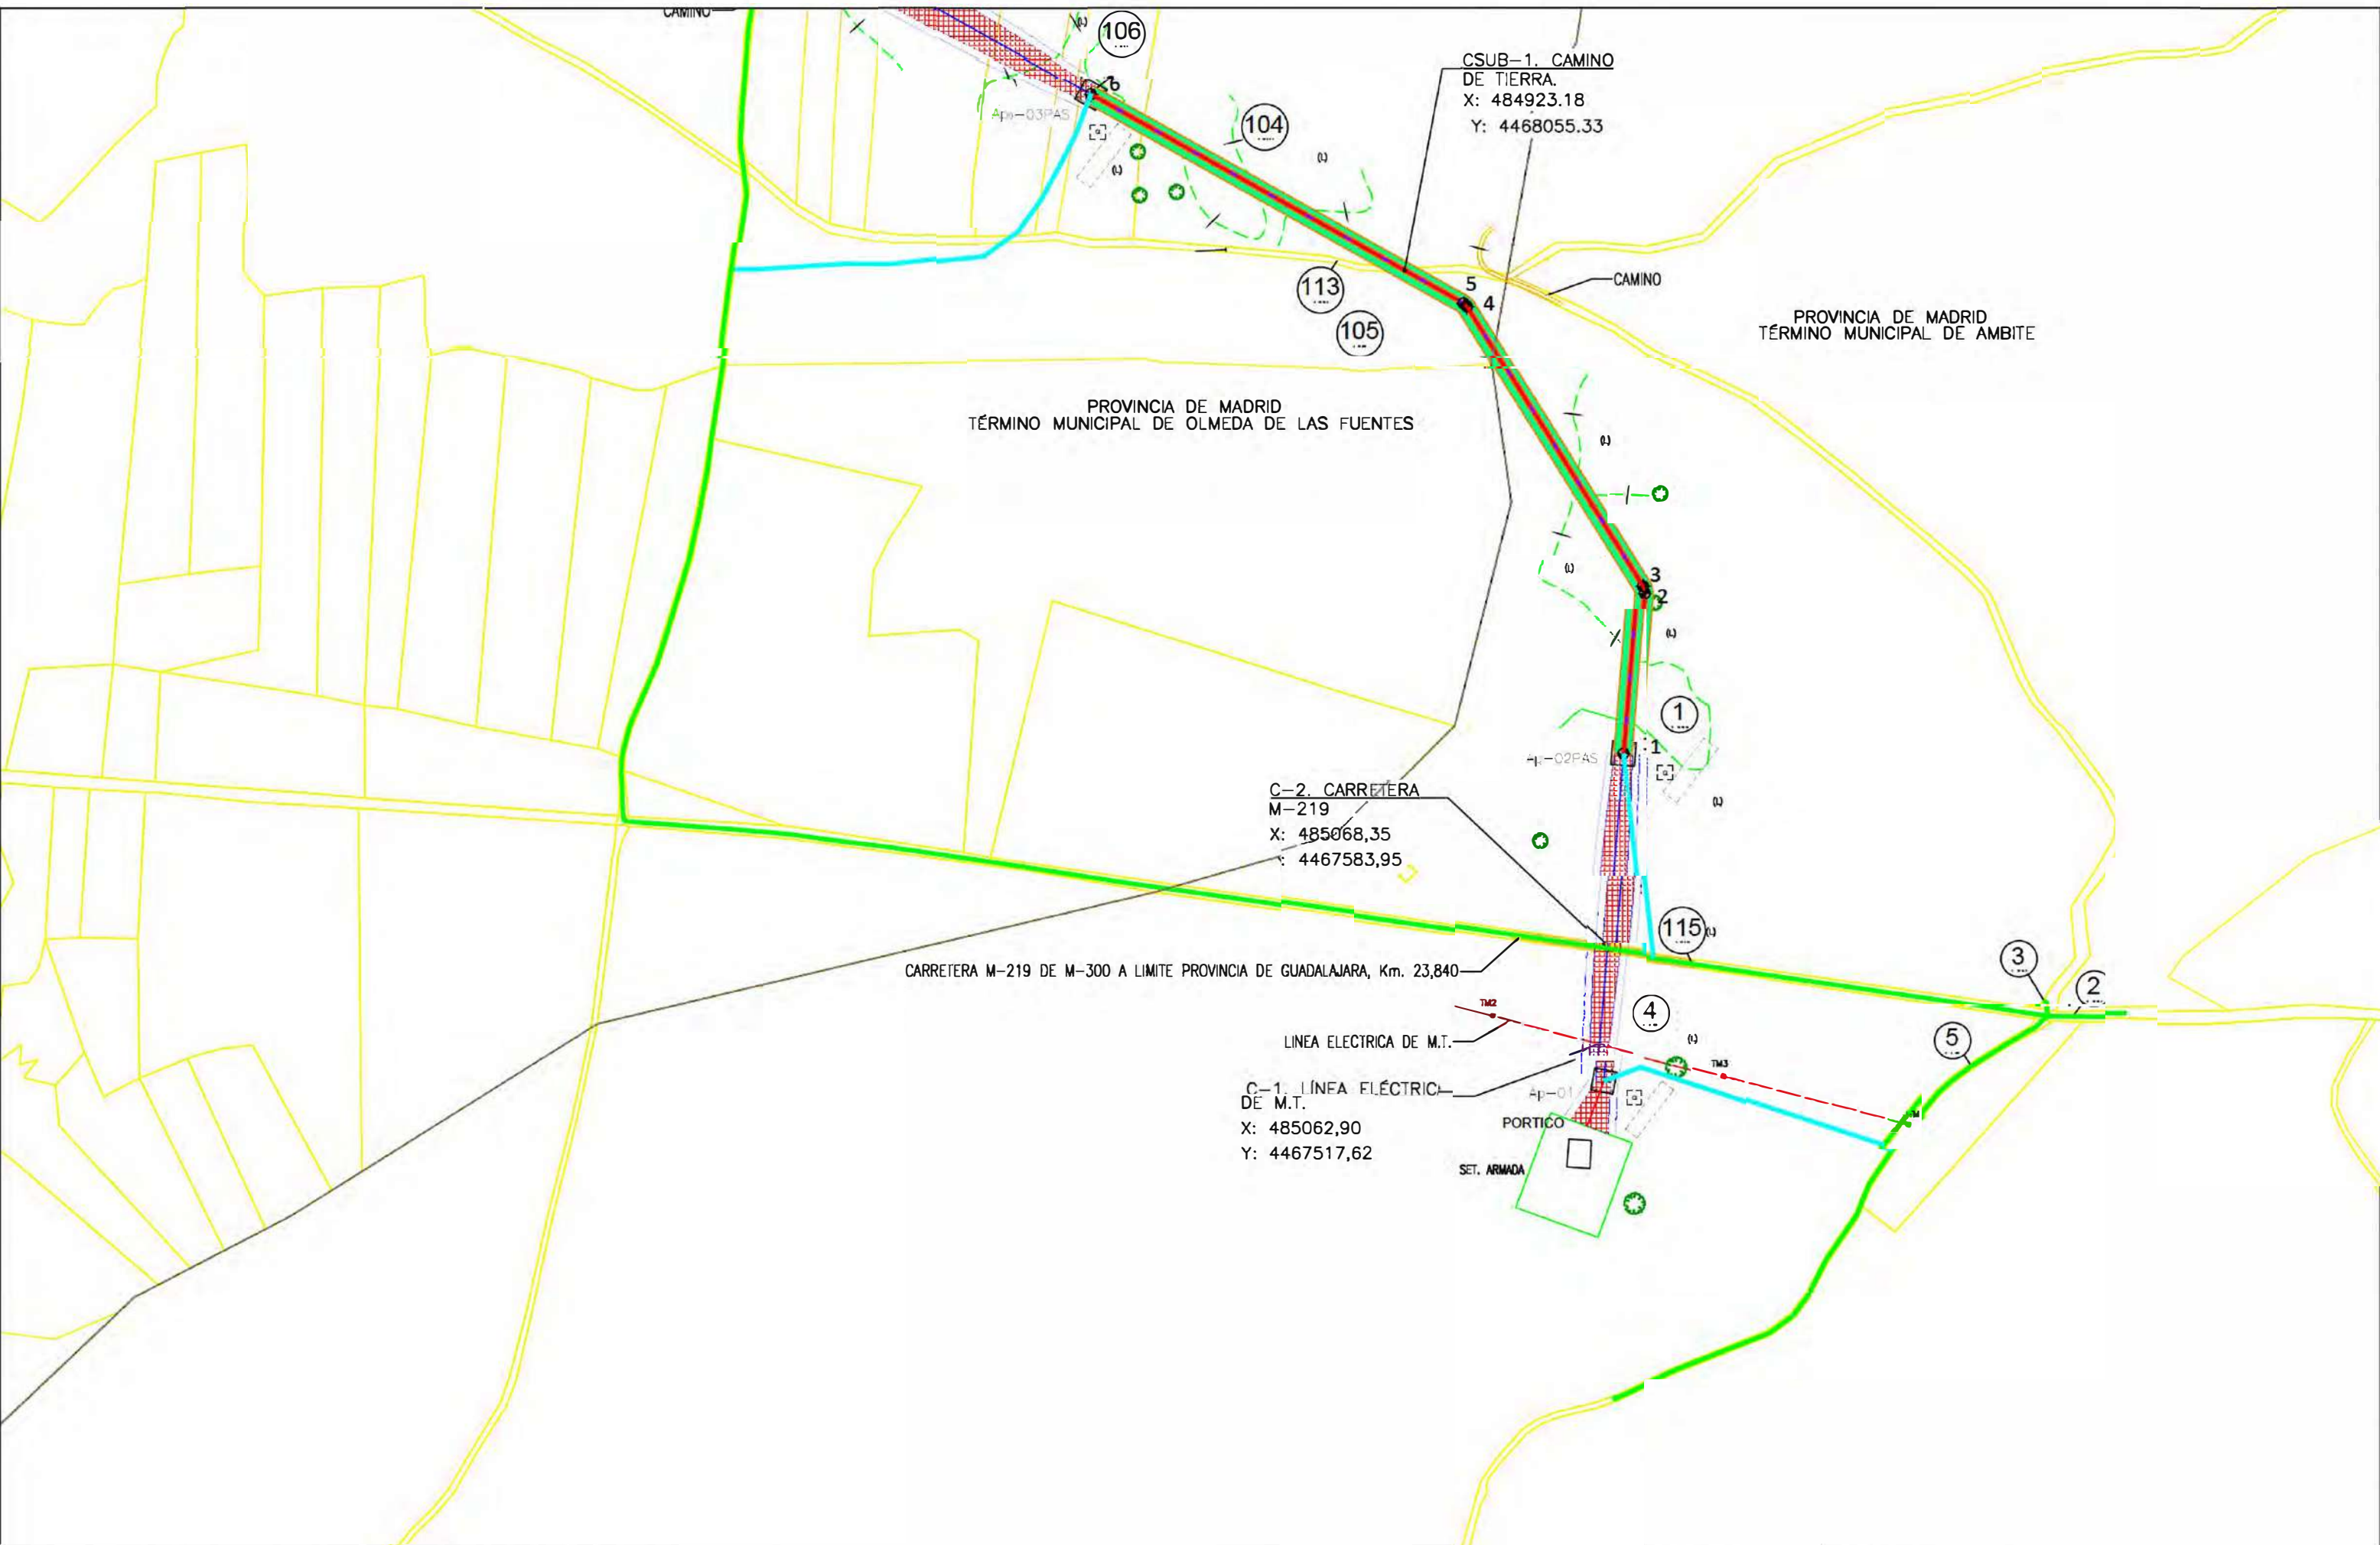 CAMINO
106
CSUB-1. CAMINO
DE TIERRA.
X: 484923.18
Y: 4468055.33
6
Ap-03PAS
104
(L)
(L)
113
105
5
4
CAMINO
PROVINCIA DE MADRID
TÉRMINO MUNICIPAL DE AMBITE
PROVINCIA DE MADRID
TÉRMINO MUNICIPAL DE OLMEDA DE LAS FUENTES
(L)
(L)
3
2
(L)
1
Ap-02PAS
1
(L)
C-2. CARRETERA
M-219
X: 485068,35
: 4467583,95
115
(L)
CARRETERA M-219 DE M-300 A LIMITE PROVINCIA DE GUADALAJARA, Km. 23,840
3
2
TM2
4
(L)
5
LINEA ELECTRICA DE M.T.
TM3
C-1. LÍNEA ELÉCTRICA
DE M.T.
X: 485062,90
Y: 4467517,62
Ap-01
PORTICO
SET. ARMADA